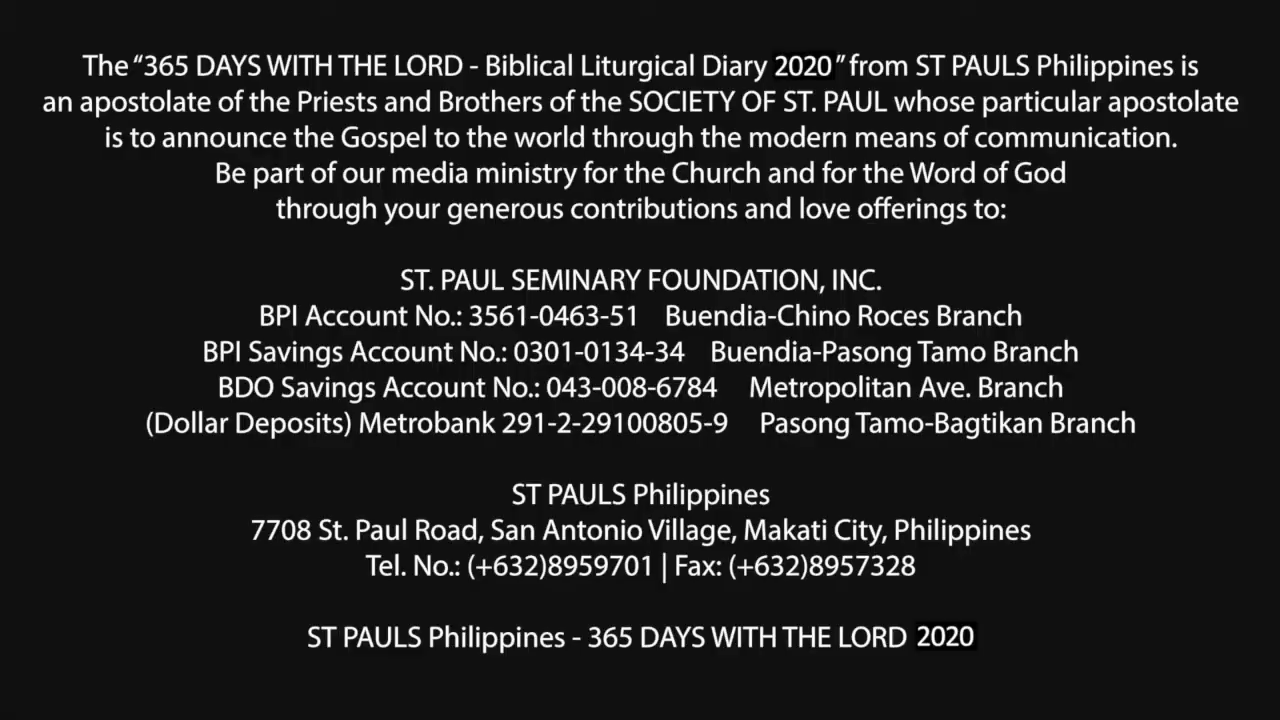 The “365 DAYS WITH THE LORD - Biblical Liturgical Diary 2020” from ST PAULS Philippines is
an apostolate of the Priests and Brothers of the SOCIETY OF ST. PAUL whose particular apostolate
is to announce the Gospel to the world through the modern means of communication.
Be part of our media ministry for the Church and for the Word of God
through your generous contributions and love offerings to:
ST. PAUL SEMINARY FOUNDATION, INC.
BPI Account No.: 3561-0463-51 Buendia-Chino Roces Branch
BPI Savings Account No.: 0301-0134-34 Buendia-Pasong Tamo Branch
BDO Savings Account No.: 043-008-6784 Metropolitan Ave. Branch
(Dollar Deposits) Metrobank 291-2-29100805-9 Pasong Tamo-Bagtikan Branch
ST PAULS Philippines
7708 St. Paul Road, San Antonio Village, Makati City, Philippines
Tel. No.: (+632)8959701 | Fax: (+632)8957328
ST PAULS Philippines - 365 DAYS WITH THE LORD 2020